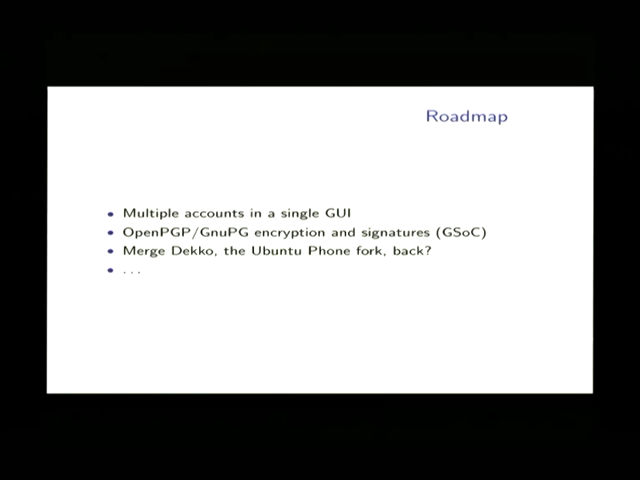 Roadmap
• Multiple accounts in a single GUI
• OpenPGP/GnuPG encryption and signatures (GSoC)
• Merge Dekko, the Ubuntu Phone fork, back?
• ...